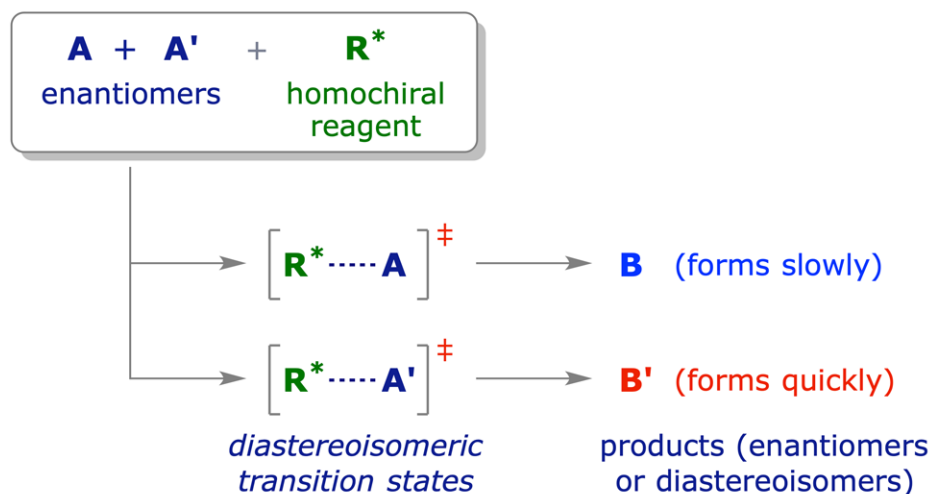 A + A' + R*
enantiomers homochiral
reagent
[R*-----A]‡ B (forms slowly)
[R*-----A']‡ B' (forms quickly)
diastereoisomeric products (enantiomers
transition states or diastereoisomers)